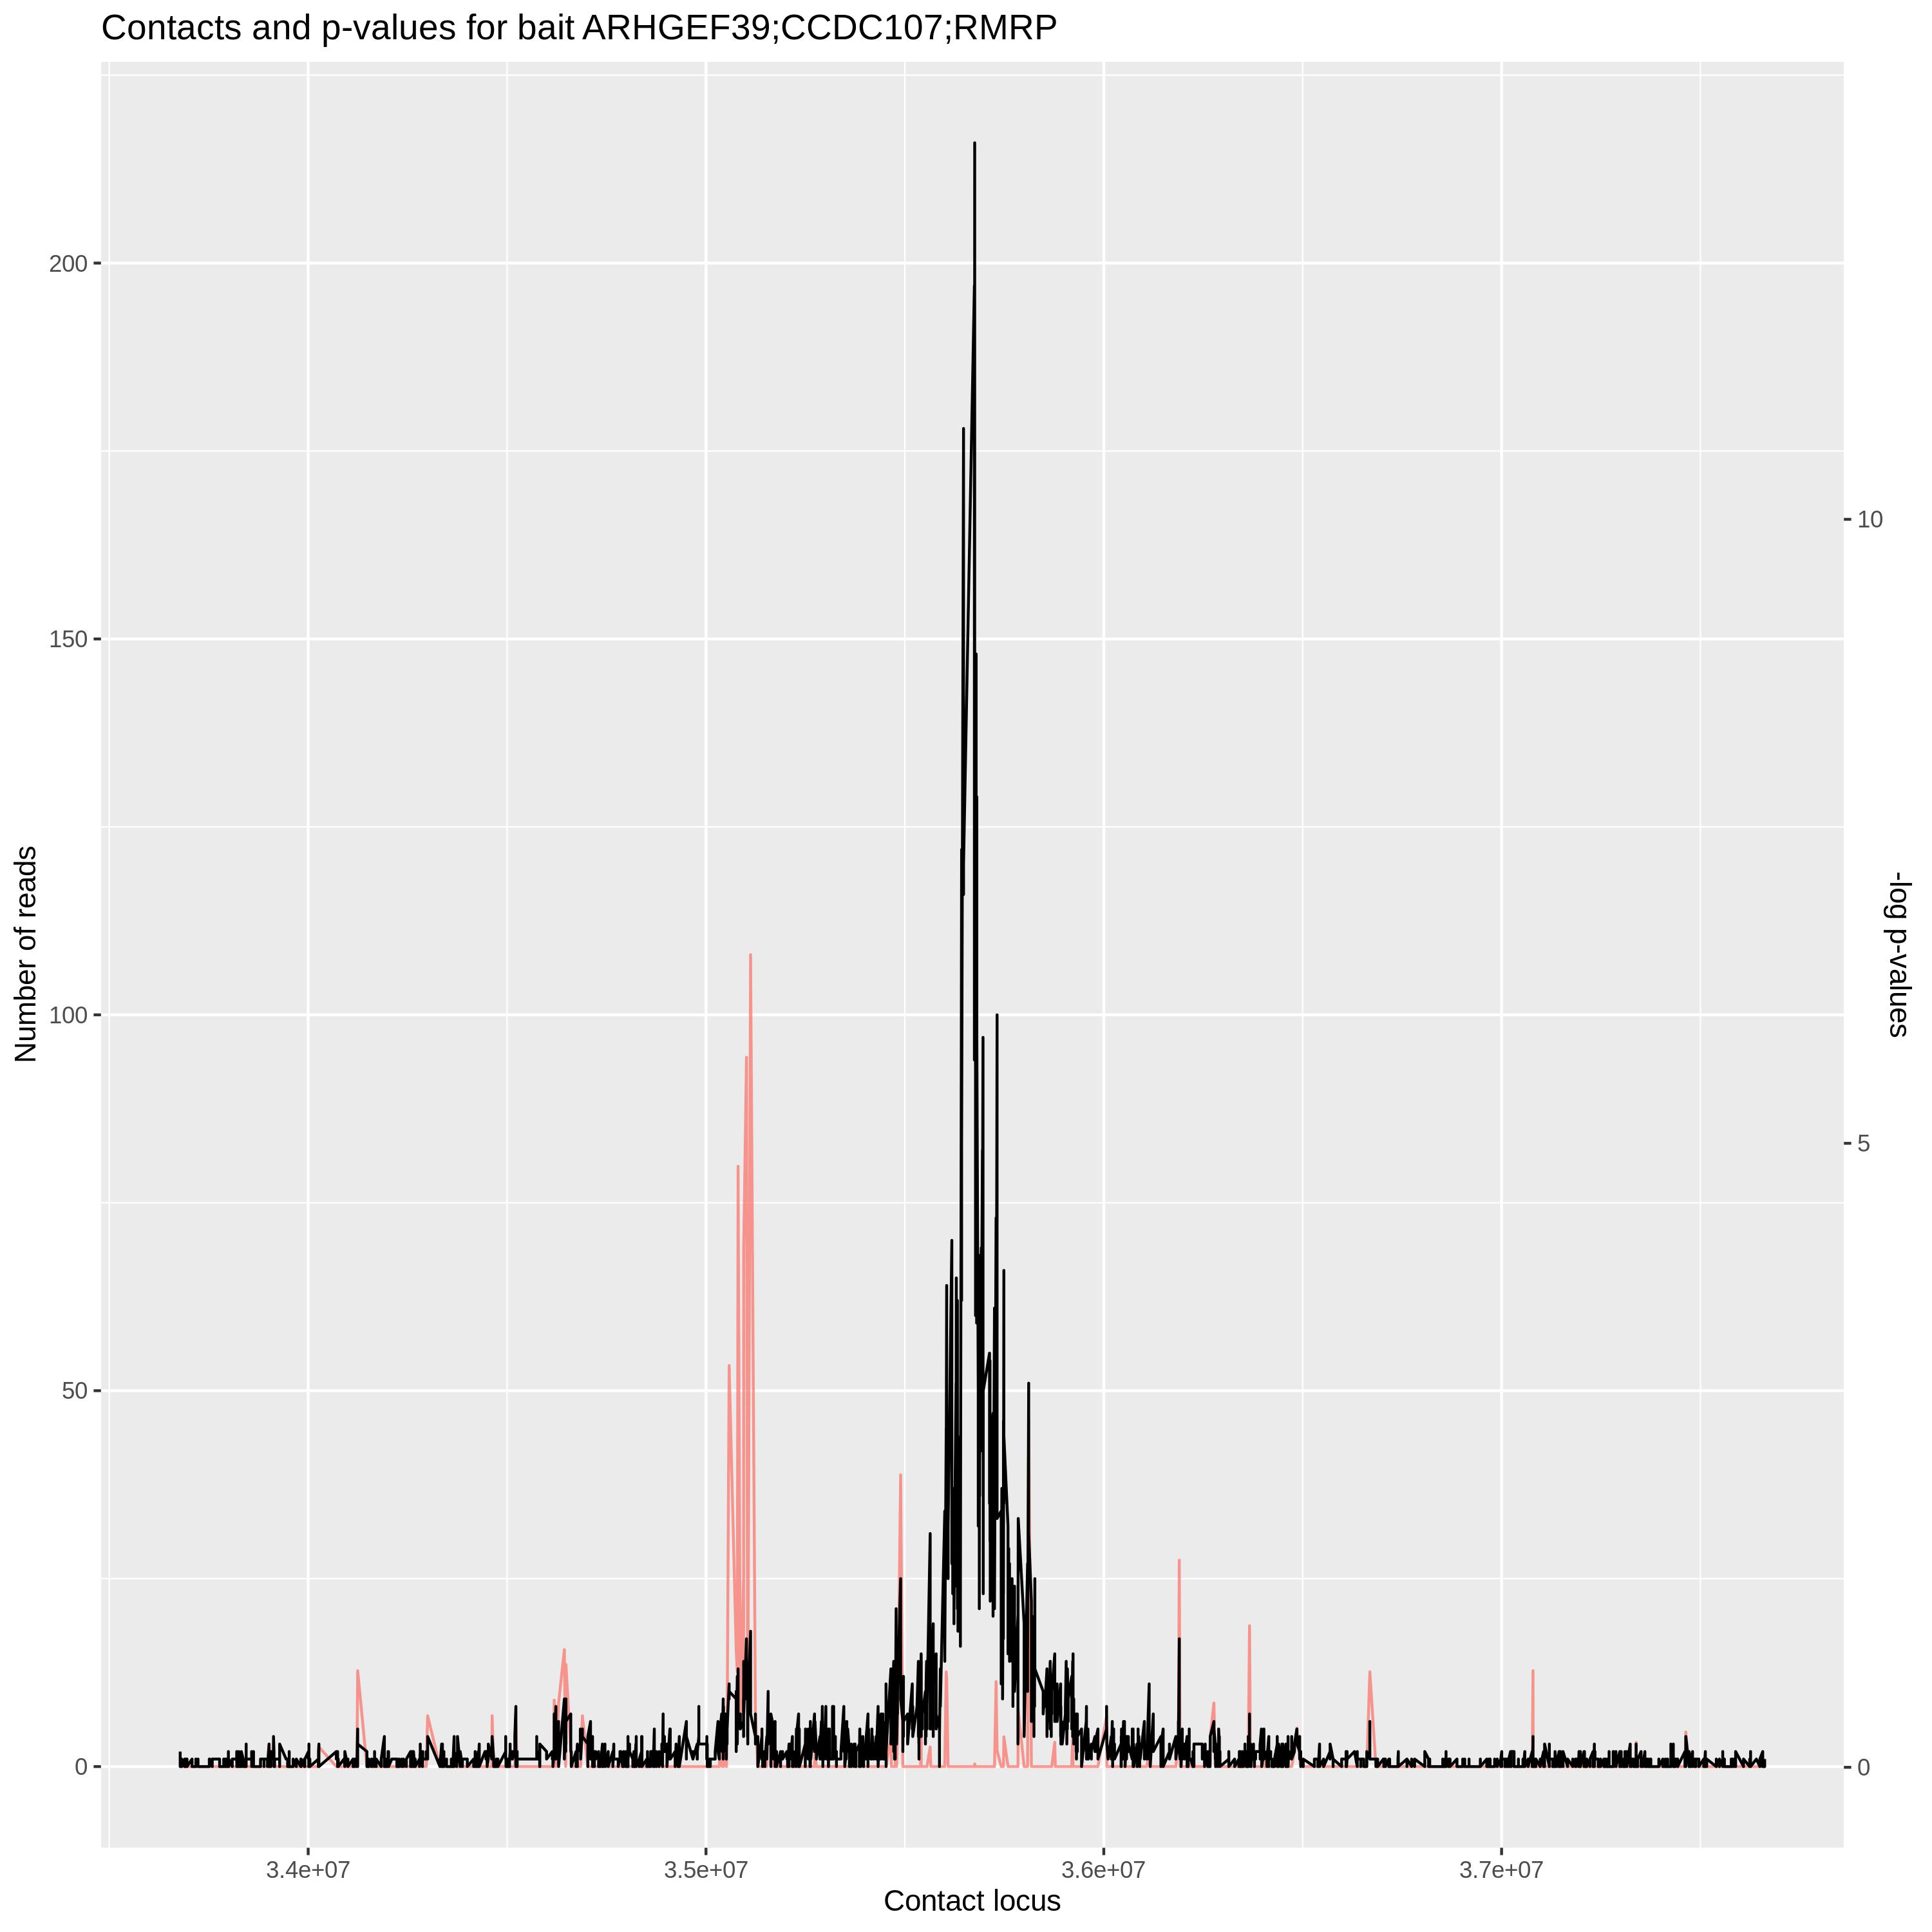 Contacts and p-values for bait ARHGEF39;CCDC107;RMRP
200
150
100
50
0
Number of reads
10
5
0
-log p-values
3.4e+07 3.5e+07 3.6e+07 3.7e+07
Contact locus